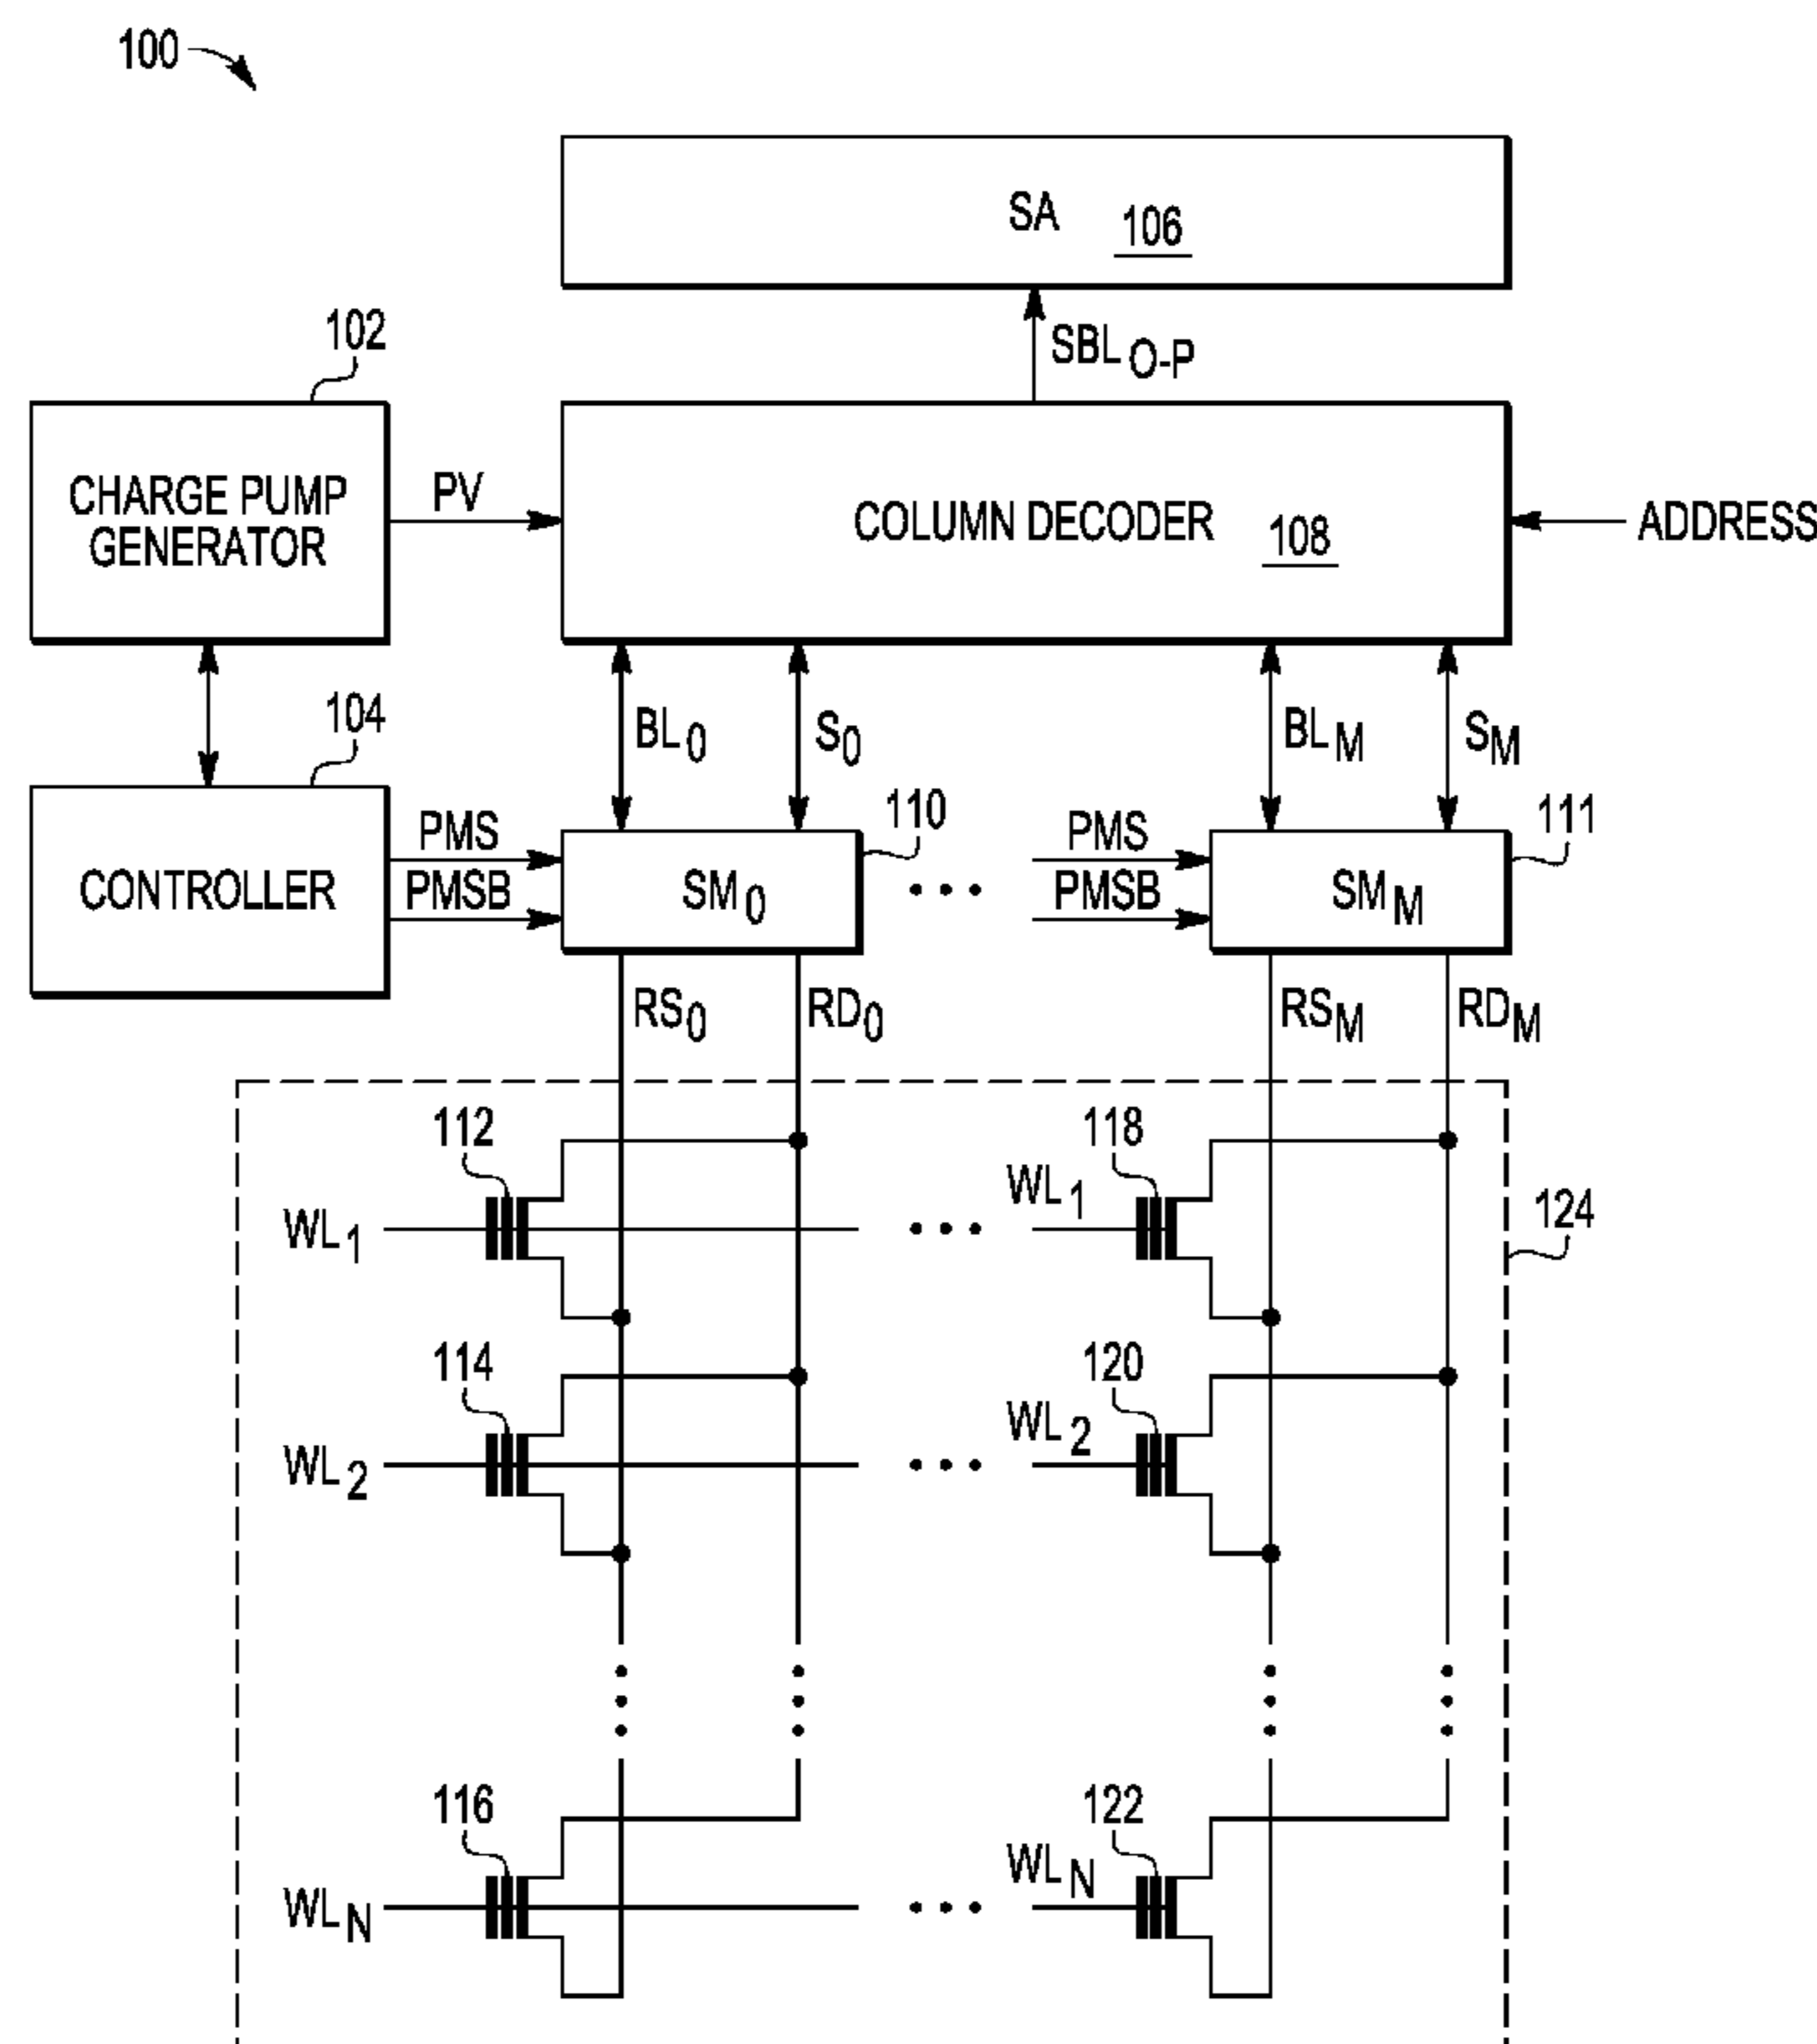 100
SA 106
SBL O-P
102
CHARGE PUMP
GENERATOR
PV
COLUMN DECODER 108
ADDRESS
104
CONTROLLER
BL0
S0
BLM
SM
PMS
PMSB
110
SM0
PMS
PMSB
111
SMM
RS0
RD0
RSM
RDM
112
WL1
118
WL1
124
114
WL2
120
WL2
116
WLN
122
WLN